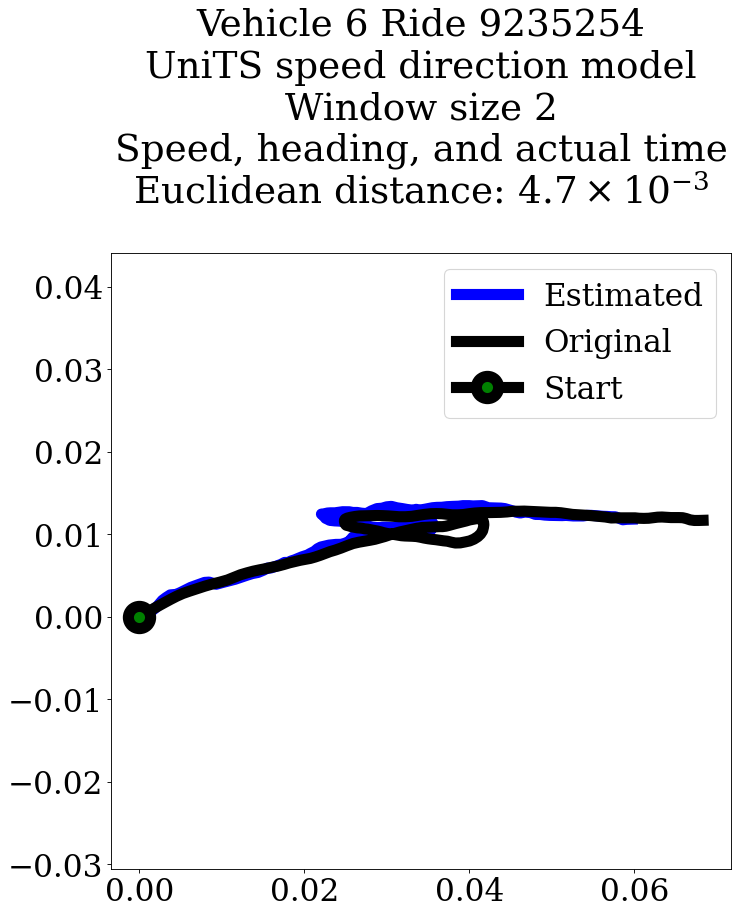 Vehicle 6 Ride 9235254
UniTS speed direction model
Window size 2
Speed, heading, and actual time
Euclidean distance: 4.7 × 10⁻³
Estimated
Original
Start
0.04
0.03
0.02
0.01
0.00
−0.01
−0.02
−0.03
0.00 0.02 0.04 0.06